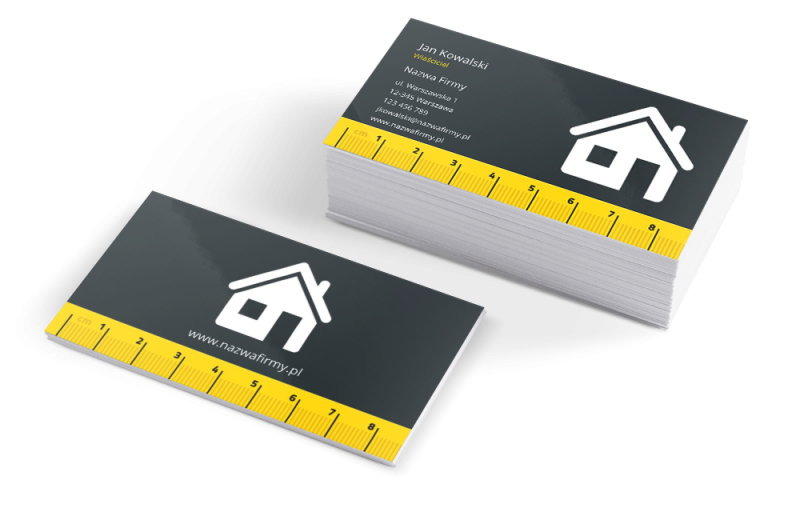 Jan Kowalski
Właściciel
Nazwa Firmy
ul. Warszawska 1
12-345 Warszawa
123 456 789
jkowalski@nazwafirmy.pl
www.nazwafirmy.pl
cm 1 2 3 4 5 6 7 8
www.nazwafirmy.pl
cm 1 2 3 4 5 6 7 8